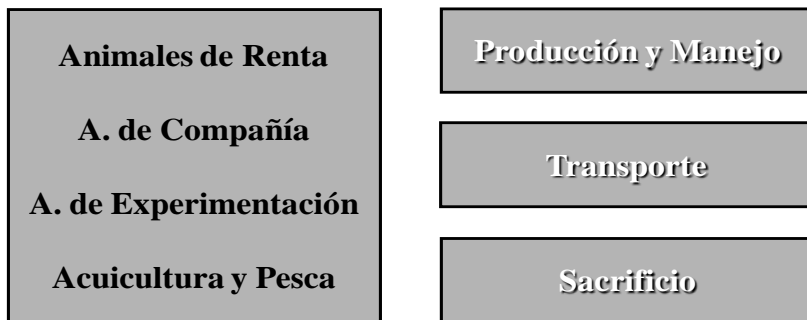 Animales de Renta
A. de Compañía
A. de Experimentación
Acuicultura y Pesca
Producción y Manejo
Transporte
Sacrificio